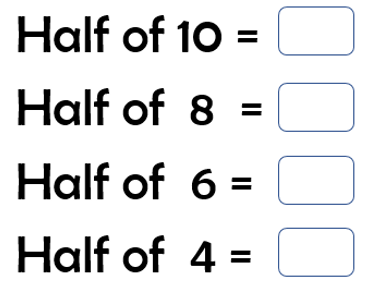 Half of 10 =
Half of 8 =
Half of 6 =
Half of 4 =